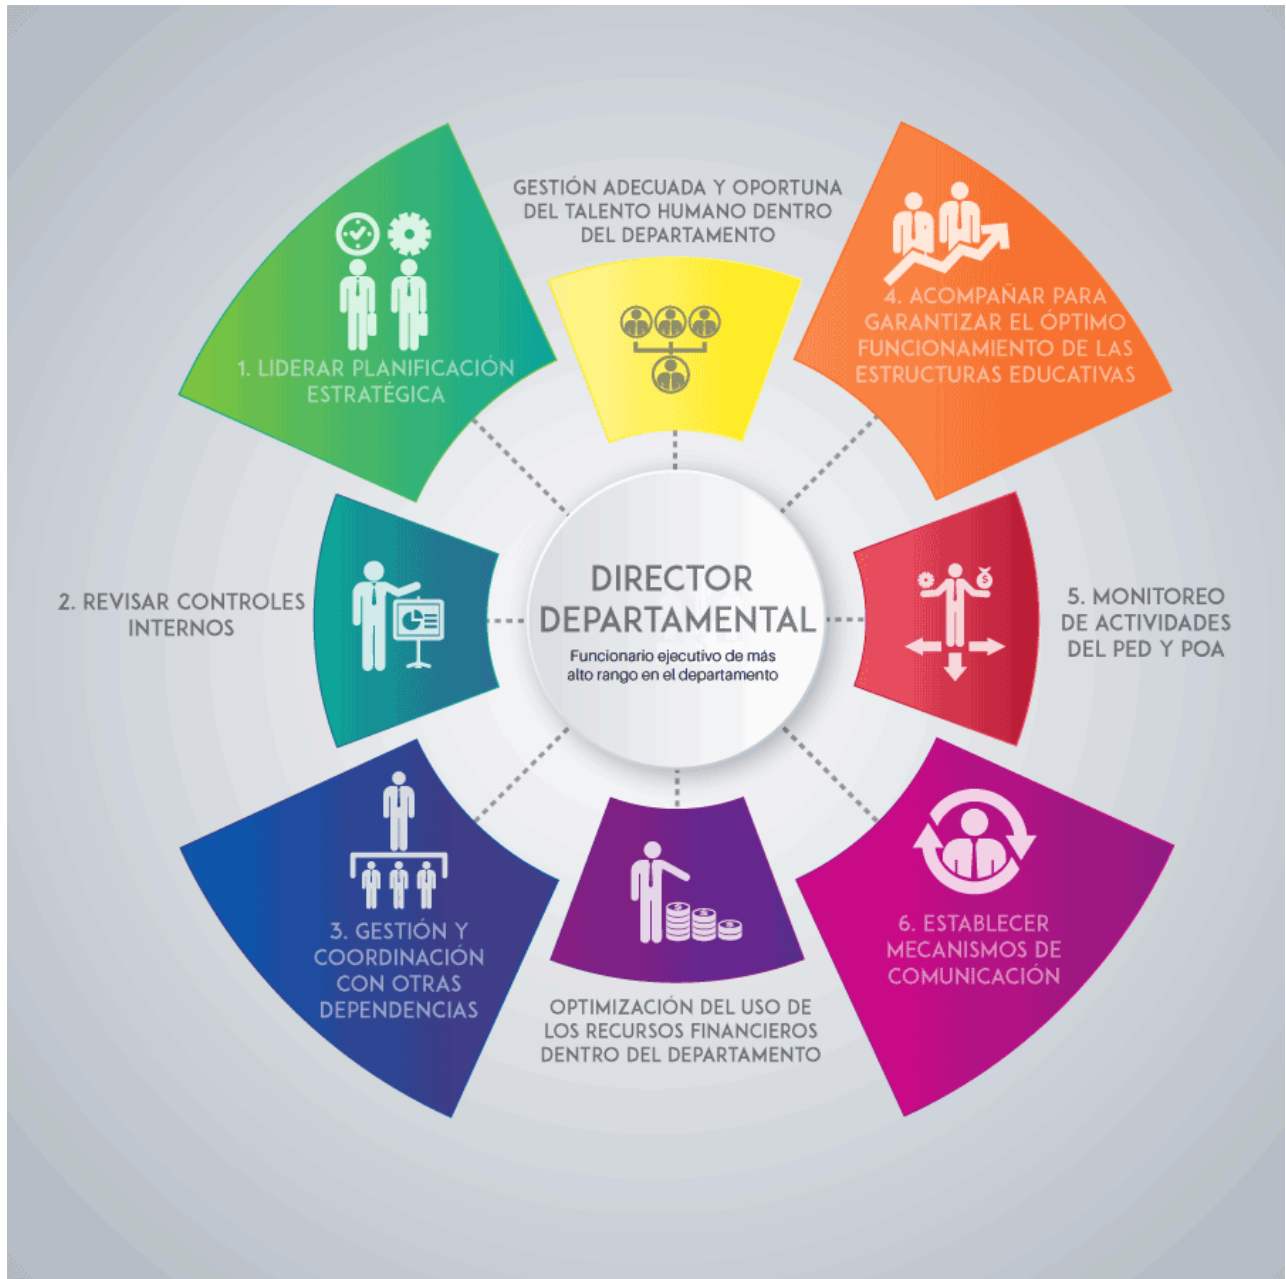 GESTIÓN ADECUADA Y OPORTUNA
DEL TALENTO HUMANO DENTRO
DEL DEPARTAMENTO
1. LIDERAR PLANIFICACIÓN
ESTRATÉGICA
4. ACOMPAÑAR PARA
GARANTIZAR EL ÓPTIMO
FUNCIONAMIENTO DE LAS
ESTRUCTURAS EDUCATIVAS
2. REVISAR CONTROLES
INTERNOS
DIRECTOR
DEPARTAMENTAL
Funcionario ejecutivo de más
alto rango en el departamento
5. MONITOREO
DE ACTIVIDADES
DEL PED Y POA
3. GESTIÓN Y
COORDINACIÓN
CON OTRAS
DEPENDENCIAS
6. ESTABLECER
MECANISMOS DE
COMUNICACIÓN
OPTIMIZACIÓN DEL USO DE
LOS RECURSOS FINANCIEROS
DENTRO DEL DEPARTAMENTO